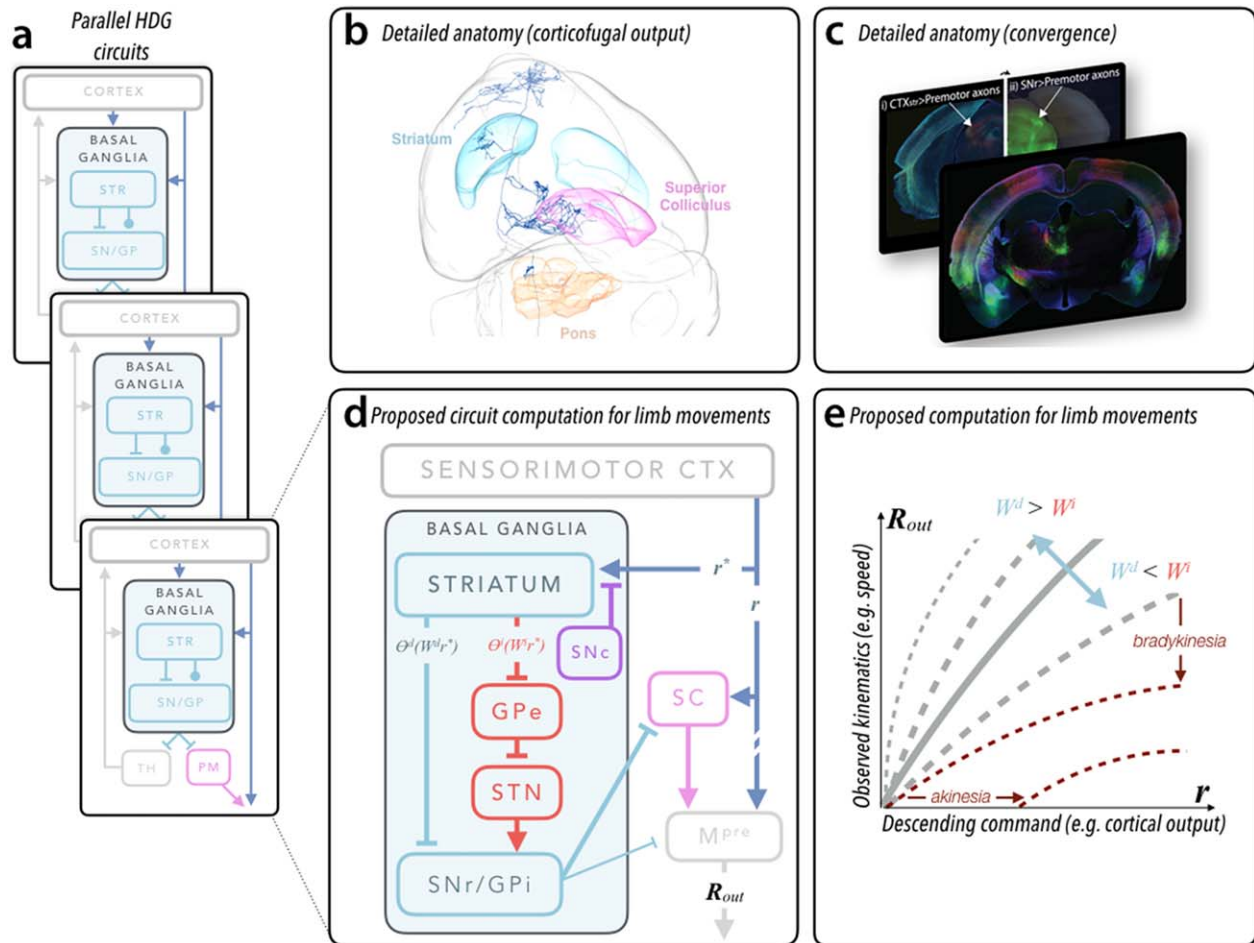 a
Parallel HDG
circuits
CORTEX
BASAL
GANGLIA
STR
SN/GP
CORTEX
BASAL
GANGLIA
STR
SN/GP
CORTEX
BASAL
GANGLIA
STR
SN/GP
TH
PM
b Detailed anatomy (corticofugal output)
Striatum
Superior
Colliculus
Pons
c Detailed anatomy (convergence)
i) CTXstr>Premotor axons
ii) SNr>Premotor axons
d Proposed circuit computation for limb movements
SENSORIMOTOR CTX
BASAL GANGLIA
STRIATUM
r*
r
Θᵈ(Wᵈr*)
Θⁱ(Wⁱr*)
SNc
GPe
SC
STN
SNr/GPi
Mᵖʳᵉ
Rout
e Proposed computation for limb movements
Observed kinematics (e.g. speed)
Rout
Wᵈ > Wⁱ
Wᵈ < Wⁱ
bradykinesia
akinesia
r
Descending command (e.g. cortical output)